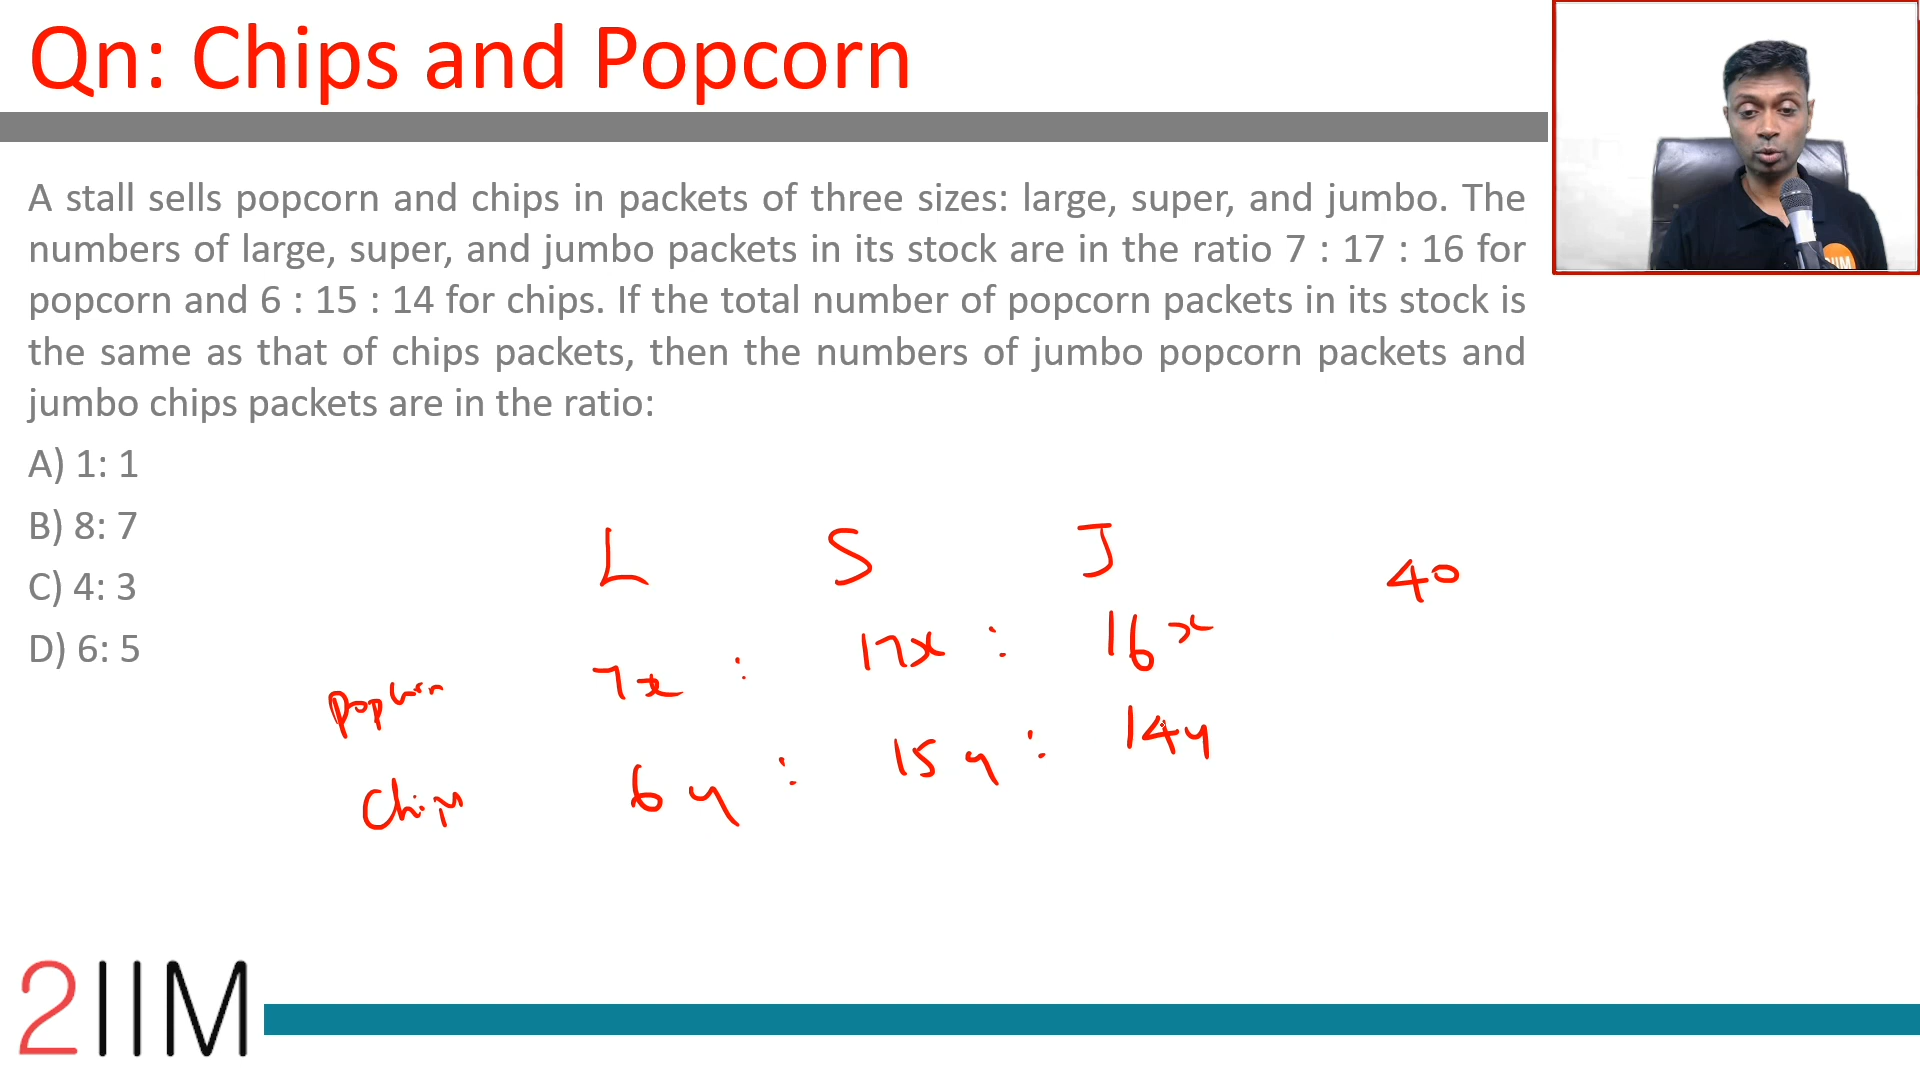 Qn: Chips and Popcorn
A stall sells popcorn and chips in packets of three sizes: large, super, and jumbo. The
numbers of large, super, and jumbo packets in its stock are in the ratio 7 : 17 : 16 for
popcorn and 6 : 15 : 14 for chips. If the total number of popcorn packets in its stock is
the same as that of chips packets, then the numbers of jumbo popcorn packets and
jumbo chips packets are in the ratio:
A) 1: 1
B) 8: 7
C) 4: 3
D) 6: 5
L S J 40
Popcorn 7x : 17x : 16x
Chips 6y : 15y : 14y
2IIM